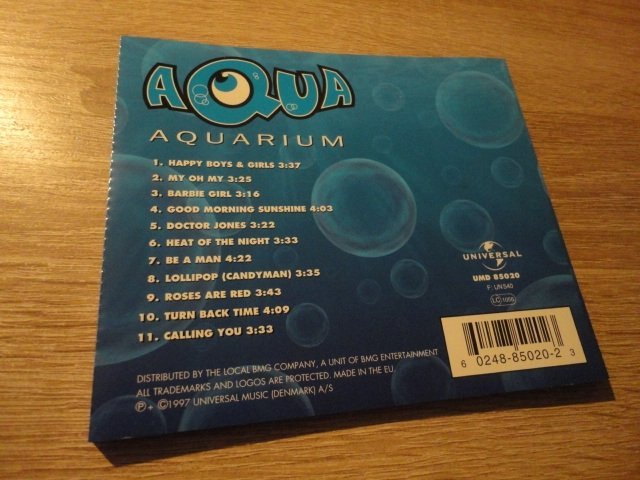 AQUA
AQUARIUM
1. HAPPY BOYS & GIRLS 3:37
2. MY OH MY 3:25
3. BARBIE GIRL 3:16
4. GOOD MORNING SUNSHINE 4:03
5. DOCTOR JONES 3:22
6. HEAT OF THE NIGHT 3:33
7. BE A MAN 4:22
8. LOLLIPOP (CANDYMAN) 3:35
9. ROSES ARE RED 3:43
10. TURN BACK TIME 4:09
11. CALLING YOU 3:33
UNIVERSAL
UMD 85020
F: UN 540
LC 1056
6 0248-85020-2 3
DISTRIBUTED BY THE LOCAL BMG COMPANY, A UNIT OF BMG ENTERTAINMENT
ALL TRADEMARKS AND LOGOS ARE PROTECTED. MADE IN THE EU.
℗ + ©1997 UNIVERSAL MUSIC (DENMARK) A/S